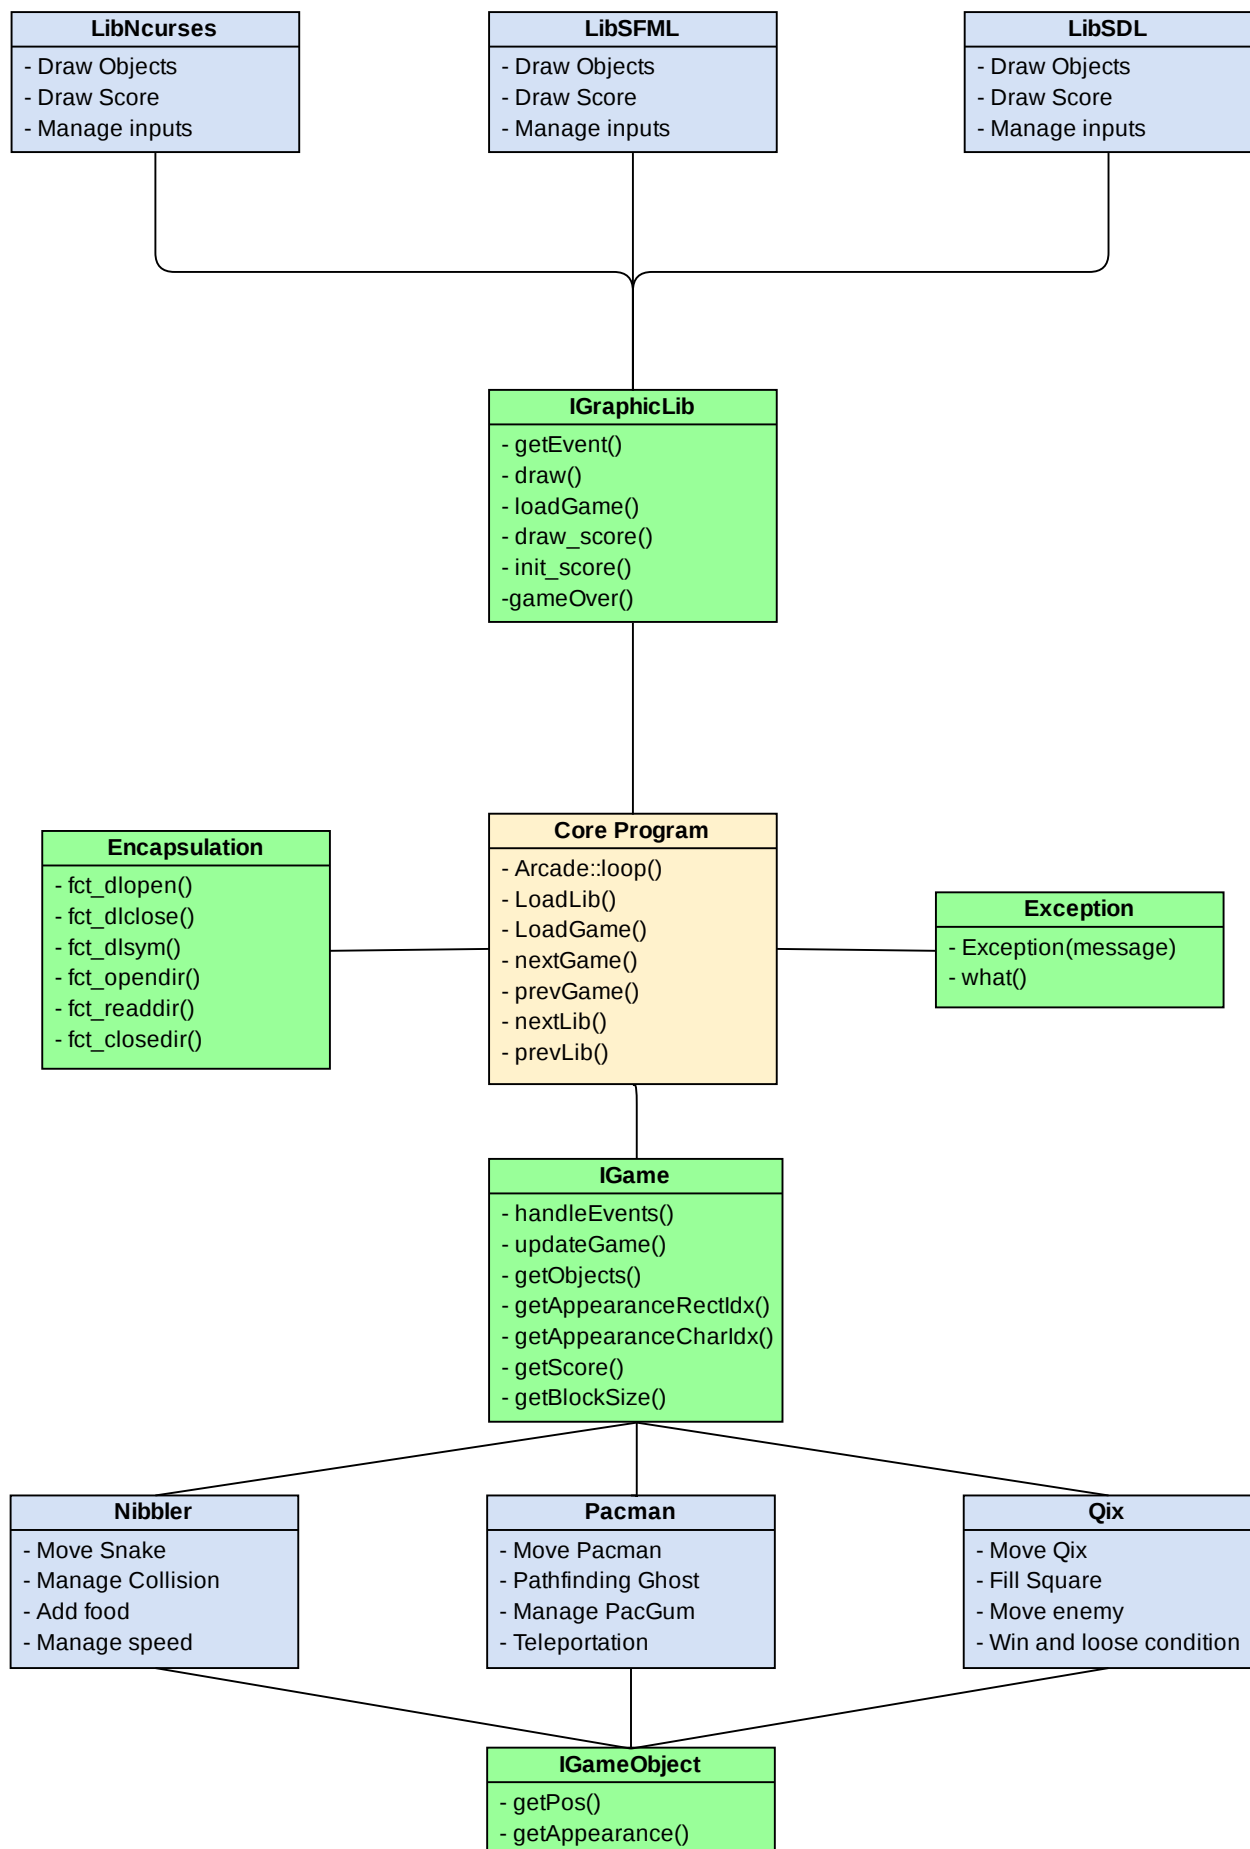 LibNcurses
- Draw Objects
- Draw Score
- Manage inputs
LibSFML
- Draw Objects
- Draw Score
- Manage inputs
LibSDL
- Draw Objects
- Draw Score
- Manage inputs
IGraphicLib
- getEvent()
- draw()
- loadGame()
- draw_score()
- init_score()
-gameOver()
Encapsulation
- fct_dlopen()
- fct_dlclose()
- fct_dlsym()
- fct_opendir()
- fct_readdir()
- fct_closedir()
Core Program
- Arcade::loop()
- LoadLib()
- LoadGame()
- nextGame()
- prevGame()
- nextLib()
- prevLib()
Exception
- Exception(message)
- what()
IGame
- handleEvents()
- updateGame()
- getObjects()
- getAppearanceRectIdx()
- getAppearanceCharIdx()
- getScore()
- getBlockSize()
Nibbler
- Move Snake
- Manage Collision
- Add food
- Manage speed
Pacman
- Move Pacman
- Pathfinding Ghost
- Manage PacGum
- Teleportation
Qix
- Move Qix
- Fill Square
- Move enemy
- Win and loose condition
IGameObject
- getPos()
- getAppearance()